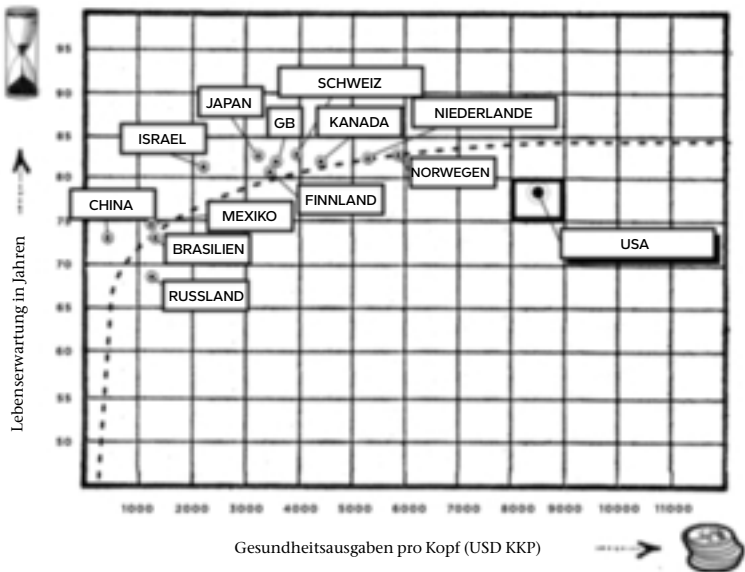 95
90
85
80
75
70
65
60
55
50
SCHWEIZ
JAPAN
GB
KANADA
NIEDERLANDE
ISRAEL
NORWEGEN
FINNLAND
CHINA
MEXIKO
BRASILIEN
USA
RUSSLAND
Lebenserwartung in Jahren
1000 2000 3000 4000 5000 6000 7000 8000 9000 10000 11000
Gesundheitsausgaben pro Kopf (USD KKP)